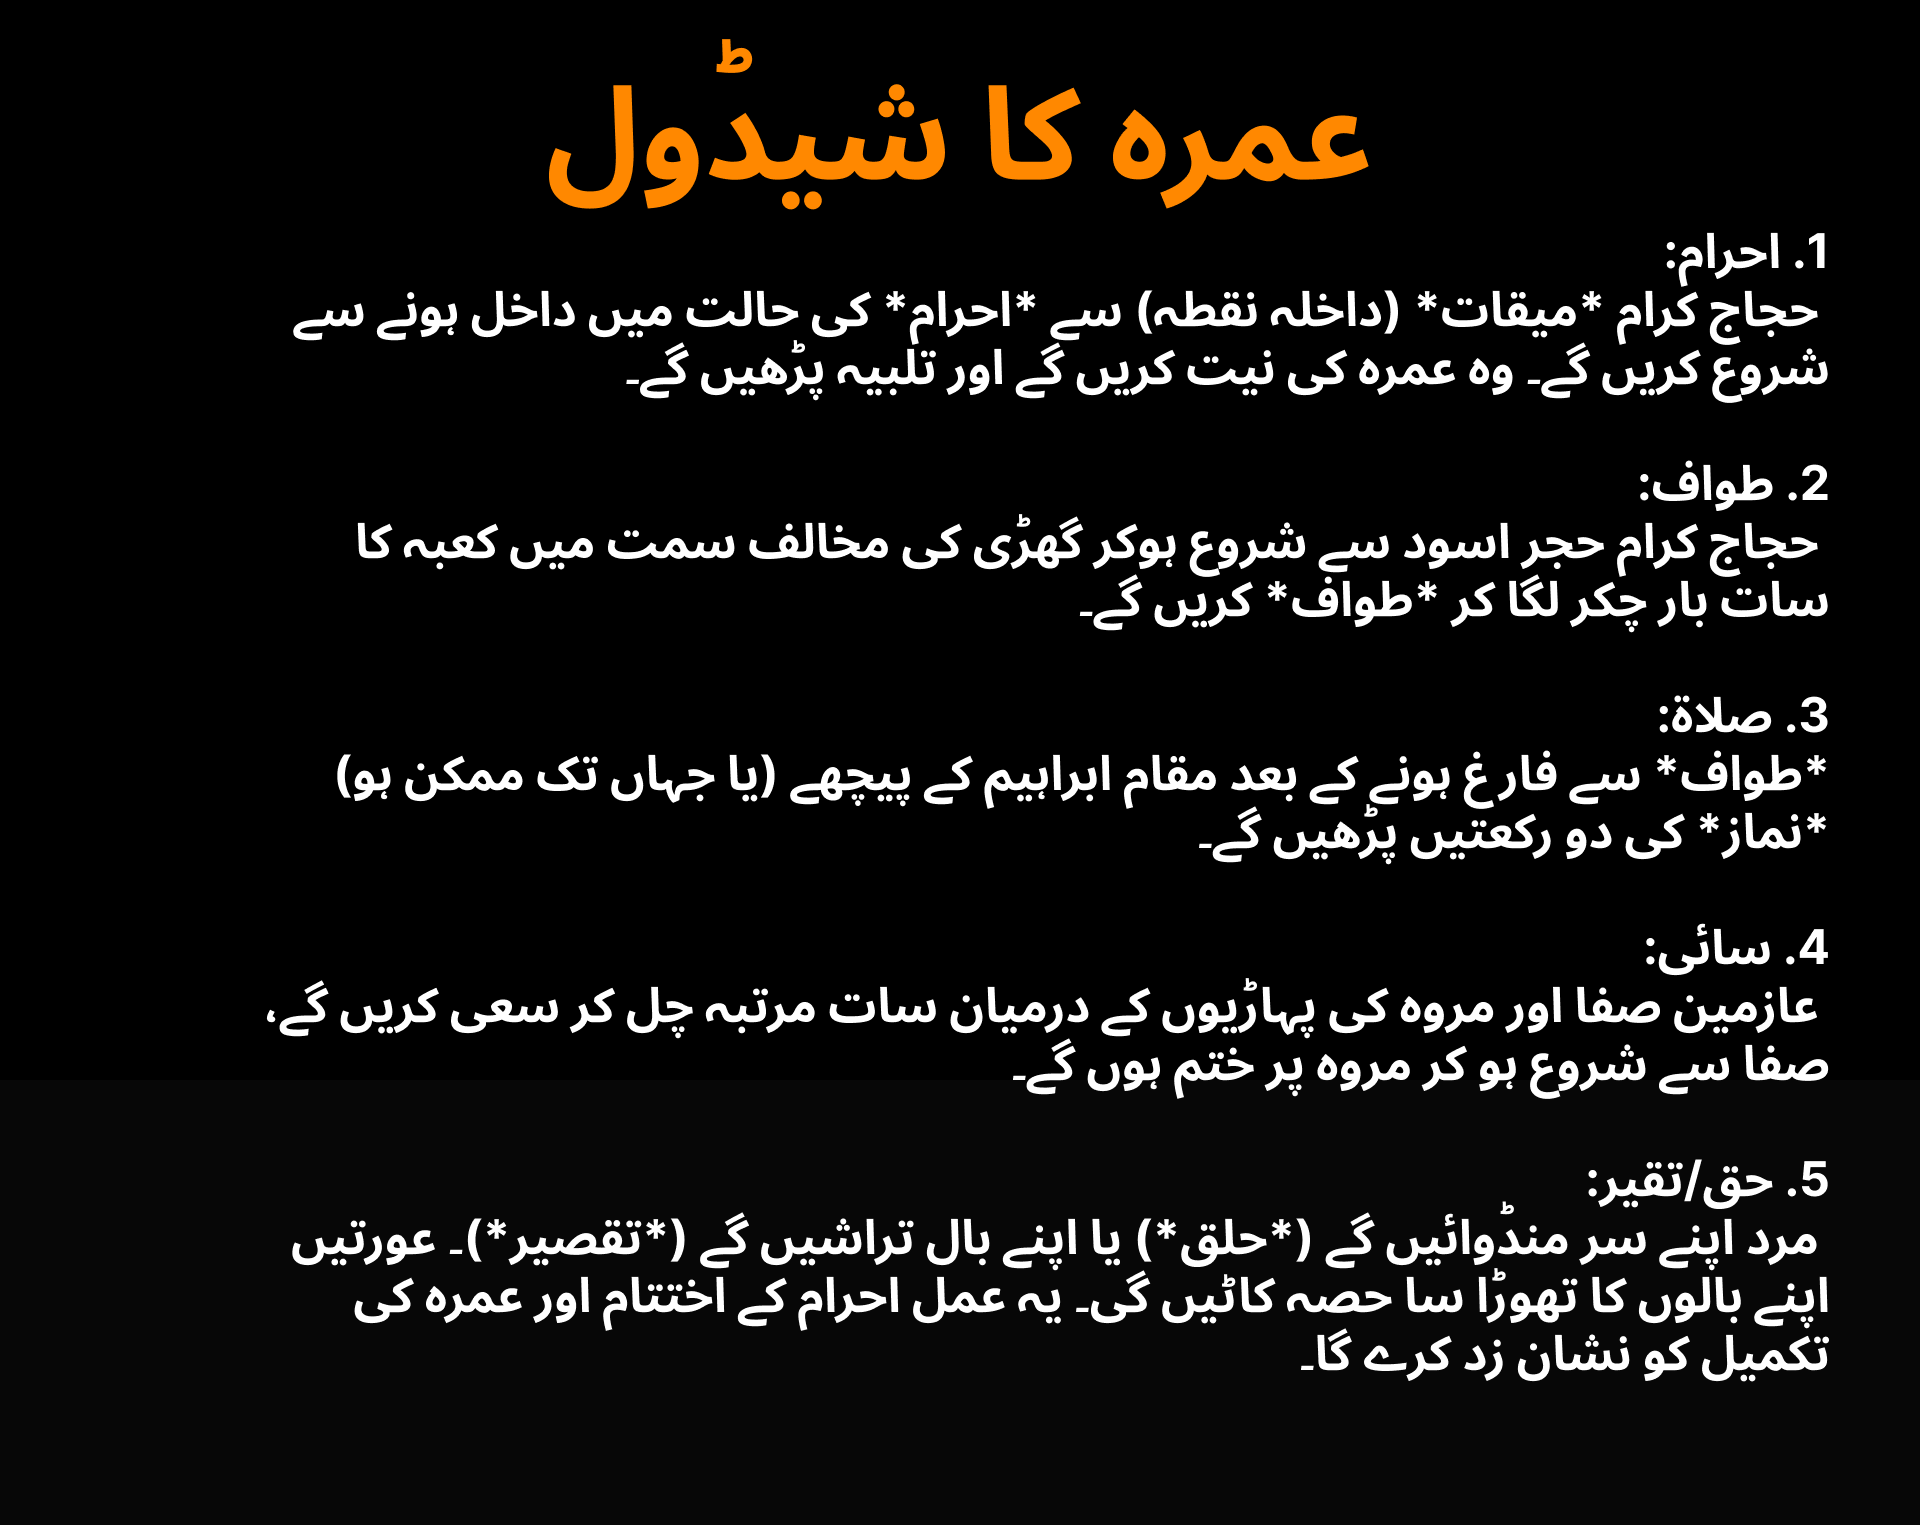 عمرہ کا شیڈول
1. احرام:
حجاج کرام *میقات* (داخلہ نقطہ) سے *احرام* کی حالت میں داخل ہونے سے
شروع کریں گے۔ وہ عمرہ کی نیت کریں گے اور تلبیہ پڑھیں گے۔
2. طواف:
حجاج کرام حجر اسود سے شروع ہوکر گھڑی کی مخالف سمت میں کعبہ کا
سات بار چکر لگا کر *طواف* کریں گے۔
3. صلاۃ:
*طواف* سے فارغ ہونے کے بعد مقام ابراہیم کے پیچھے (یا جہاں تک ممکن ہو)
*نماز* کی دو رکعتیں پڑھیں گے۔
4. سائی:
عازمین صفا اور مروہ کی پہاڑیوں کے درمیان سات مرتبہ چل کر سعی کریں گے،
صفا سے شروع ہو کر مروہ پر ختم ہوں گے۔
5. حق/تقیر:
مرد اپنے سر منڈوائیں گے (*حلق*) یا اپنے بال تراشیں گے (*تقصیر*)۔ عورتیں
اپنے بالوں کا تھوڑا سا حصہ کاٹیں گی۔ یہ عمل احرام کے اختتام اور عمرہ کی
تکمیل کو نشان زد کرے گا۔